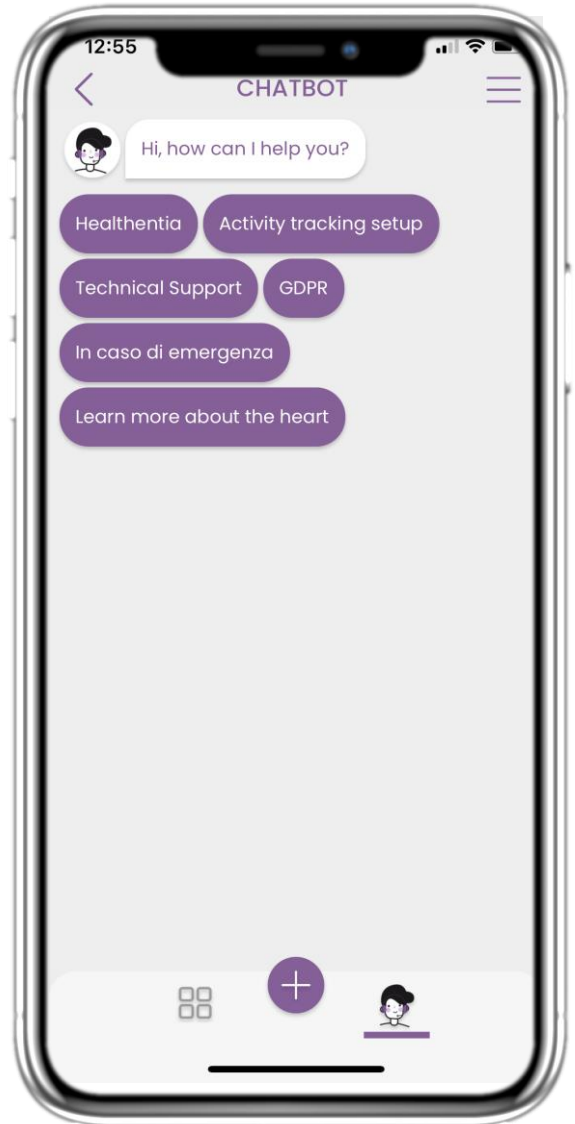 12:55
CHATBOT
Hi, how can I help you?
Healthentia Activity tracking setup
Technical Support GDPR
In caso di emergenza
Learn more about the heart